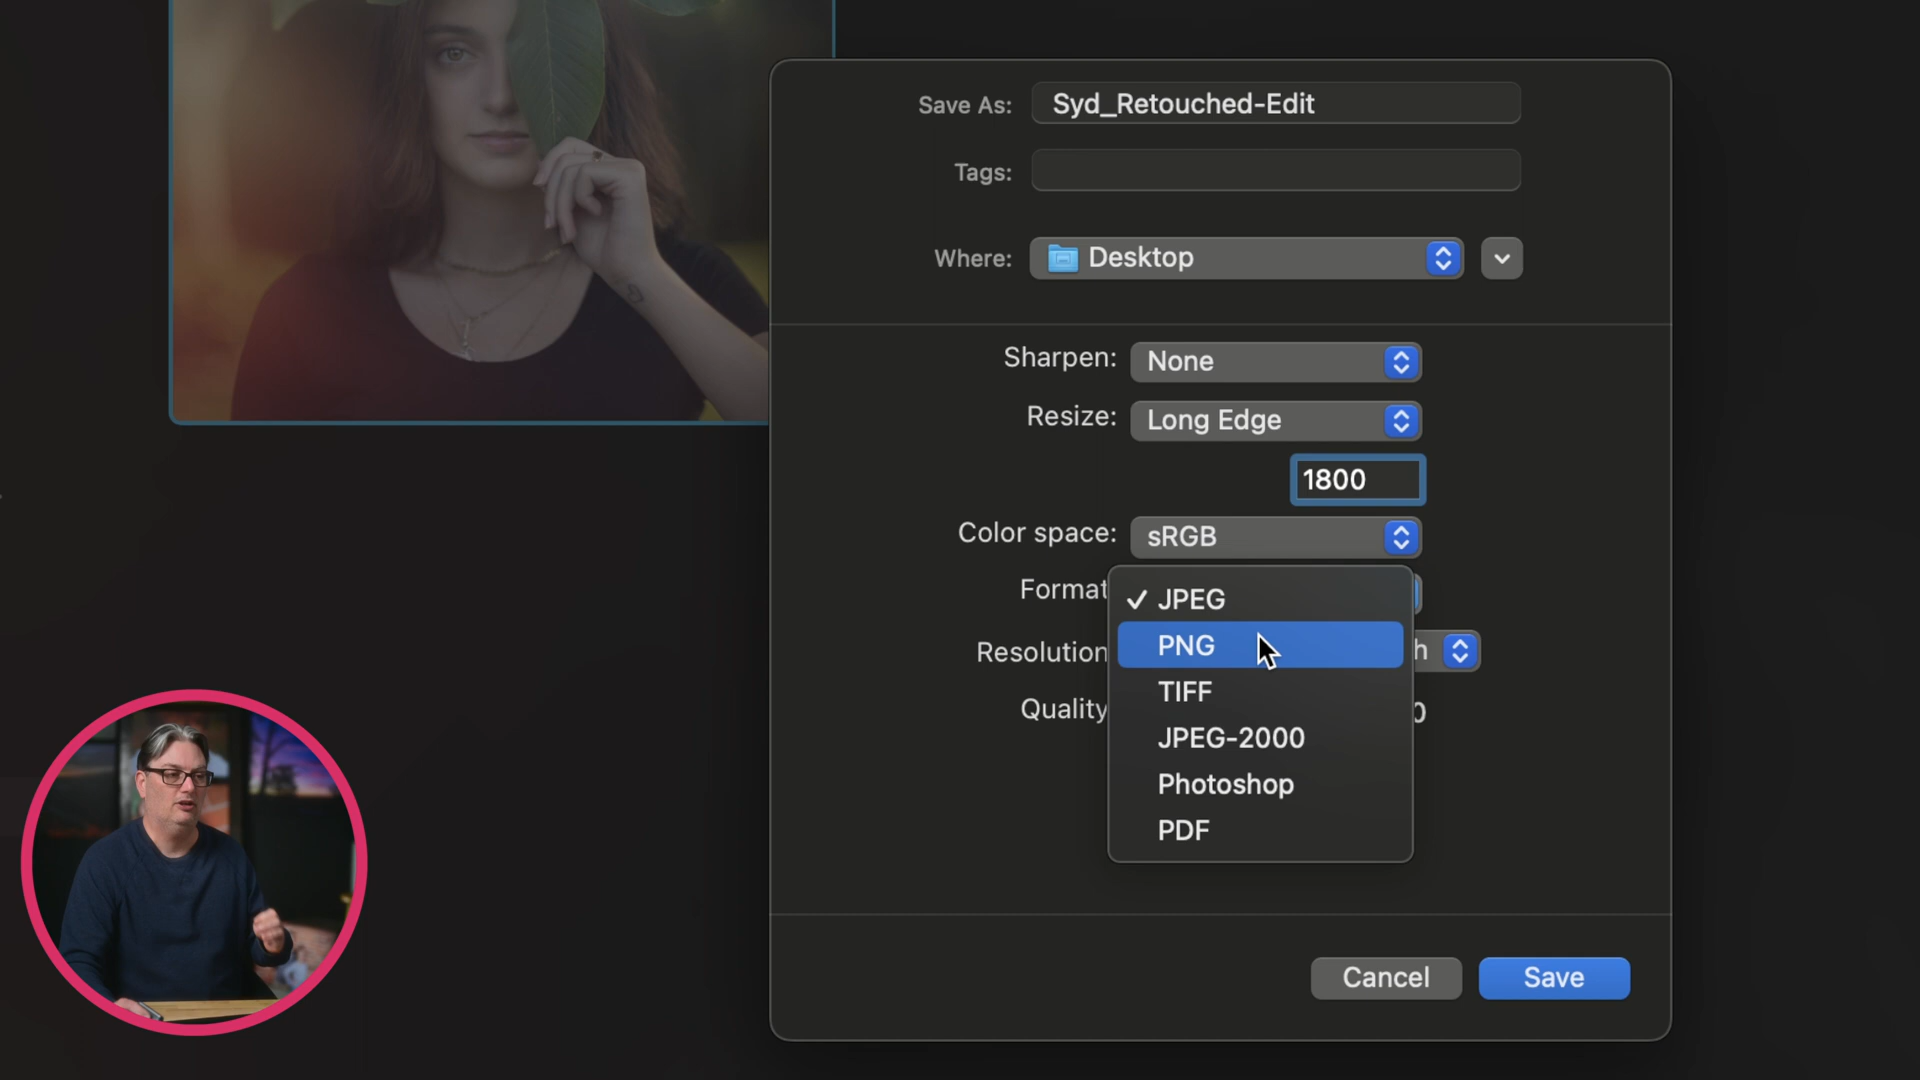 Save As: Syd_Retouched-Edit
Tags:
Where: Desktop
Sharpen: None
Resize: Long Edge
1800
Color space: sRGB
Format
✓ JPEG
PNG
Resolution
h
TIFF
Quality
0
JPEG-2000
Photoshop
PDF
Cancel Save